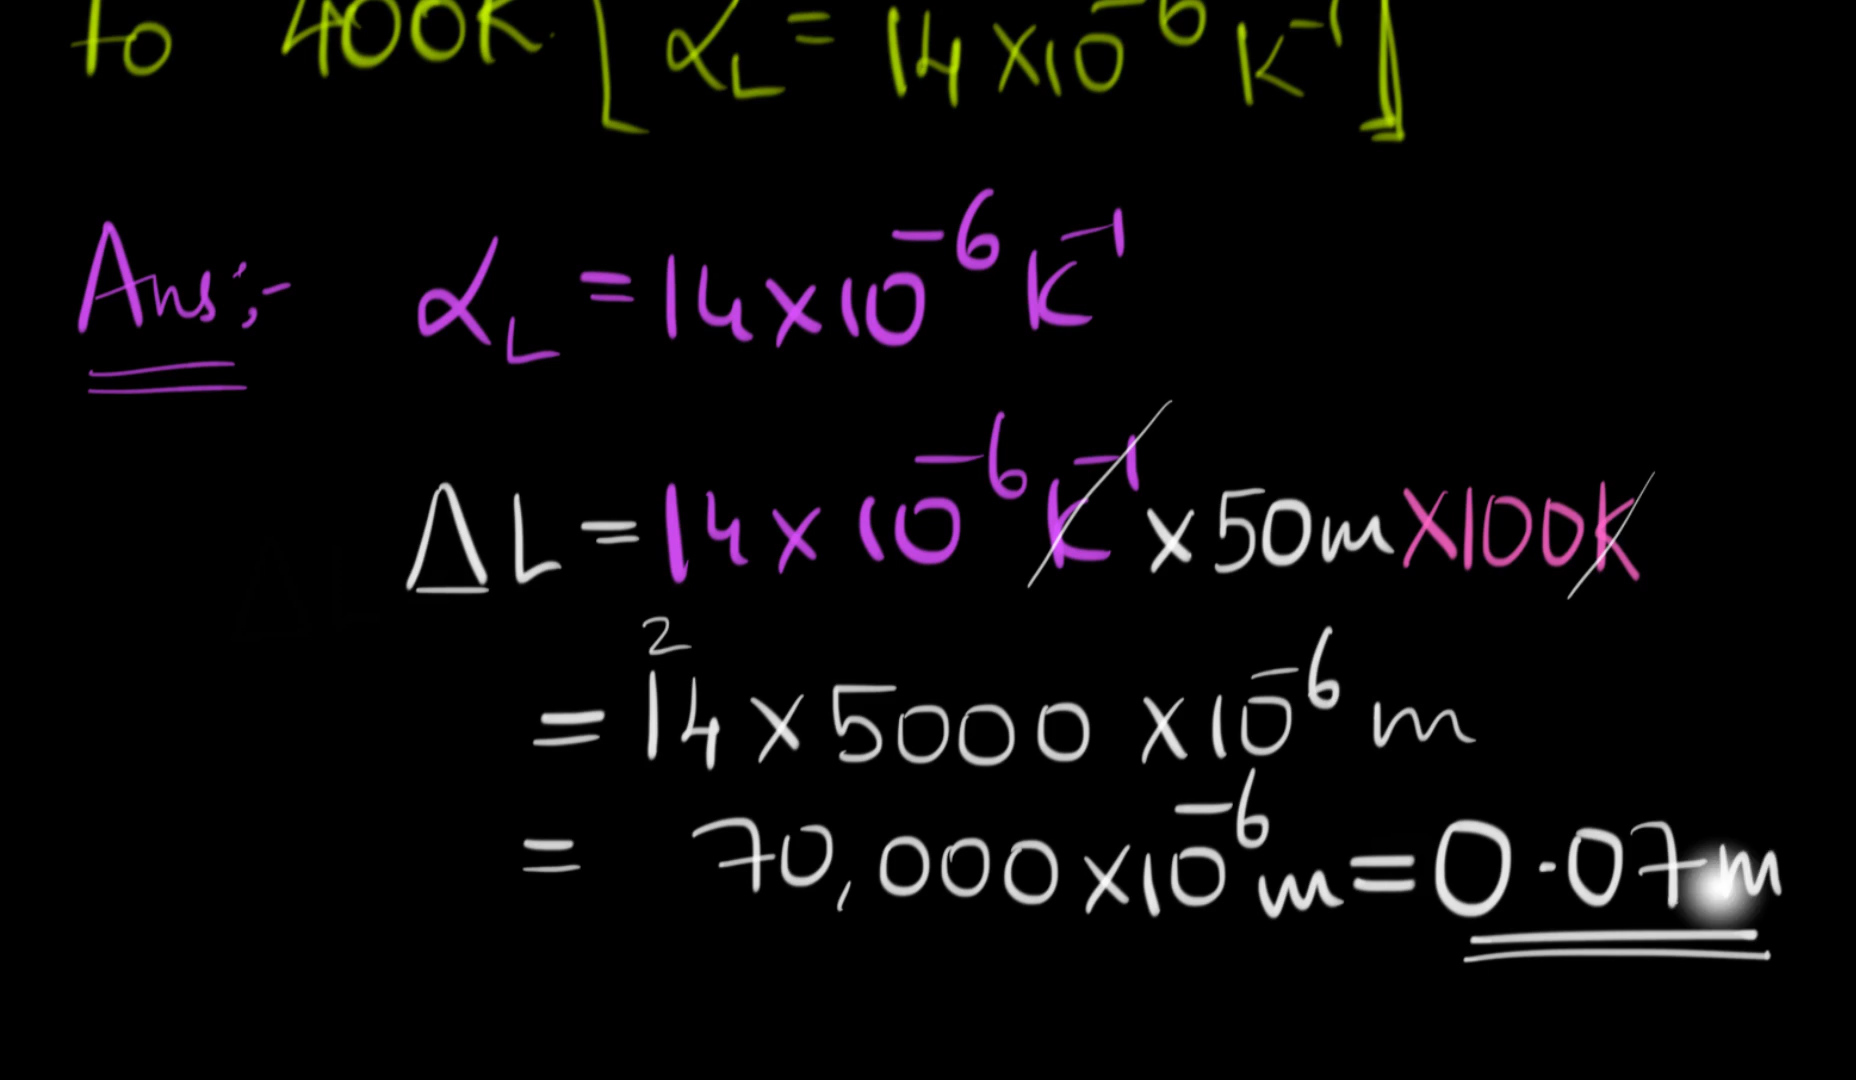 to 400K. [αL = 14×10⁻⁶ K⁻¹]
Ans:- αL = 14×10⁻⁶ K⁻¹
ΔL = 14×10⁻⁶ K⁻¹ × 50m × 100K
2
= 14 × 5000 × 10⁻⁶ m
= 70,000 × 10⁻⁶ m = 0.07m